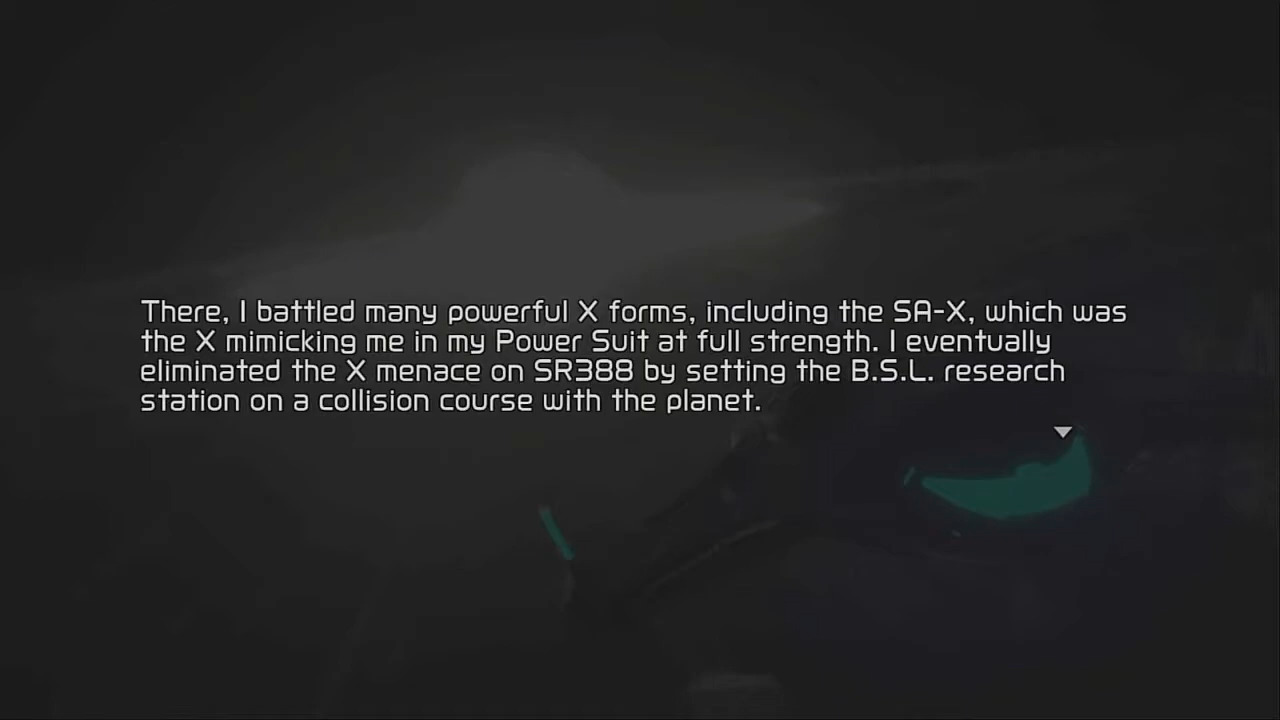 There, I battled many powerful X forms, including the SA-X, which was
the X mimicking me in my Power Suit at full strength. I eventually
eliminated the X menace on SR388 by setting the B.S.L. research
station on a collision course with the planet.